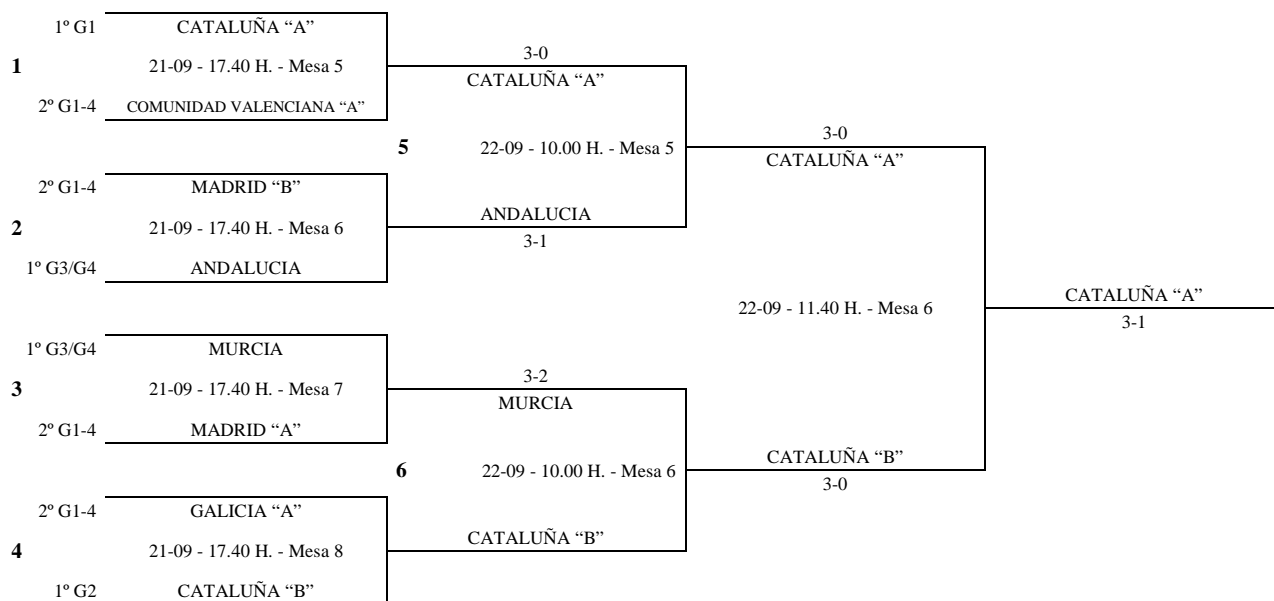 1º G1 CATALUÑA “A”
1 21-09 - 17.40 H. - Mesa 5
2º G1-4 COMUNIDAD VALENCIANA “A”
2º G1-4 MADRID “B”
2 21-09 - 17.40 H. - Mesa 6
1º G3/G4 ANDALUCIA
1º G3/G4 MURCIA
3 21-09 - 17.40 H. - Mesa 7
2º G1-4 MADRID “A”
2º G1-4 GALICIA “A”
4 21-09 - 17.40 H. - Mesa 8
1º G2 CATALUÑA “B”
3-0
CATALUÑA “A”
5 22-09 - 10.00 H. - Mesa 5
ANDALUCIA
3-1
3-2
MURCIA
6 22-09 - 10.00 H. - Mesa 6
CATALUÑA “B”
3-0
CATALUÑA “A”
22-09 - 11.40 H. - Mesa 6
CATALUÑA “B”
3-0
CATALUÑA “A”
3-1